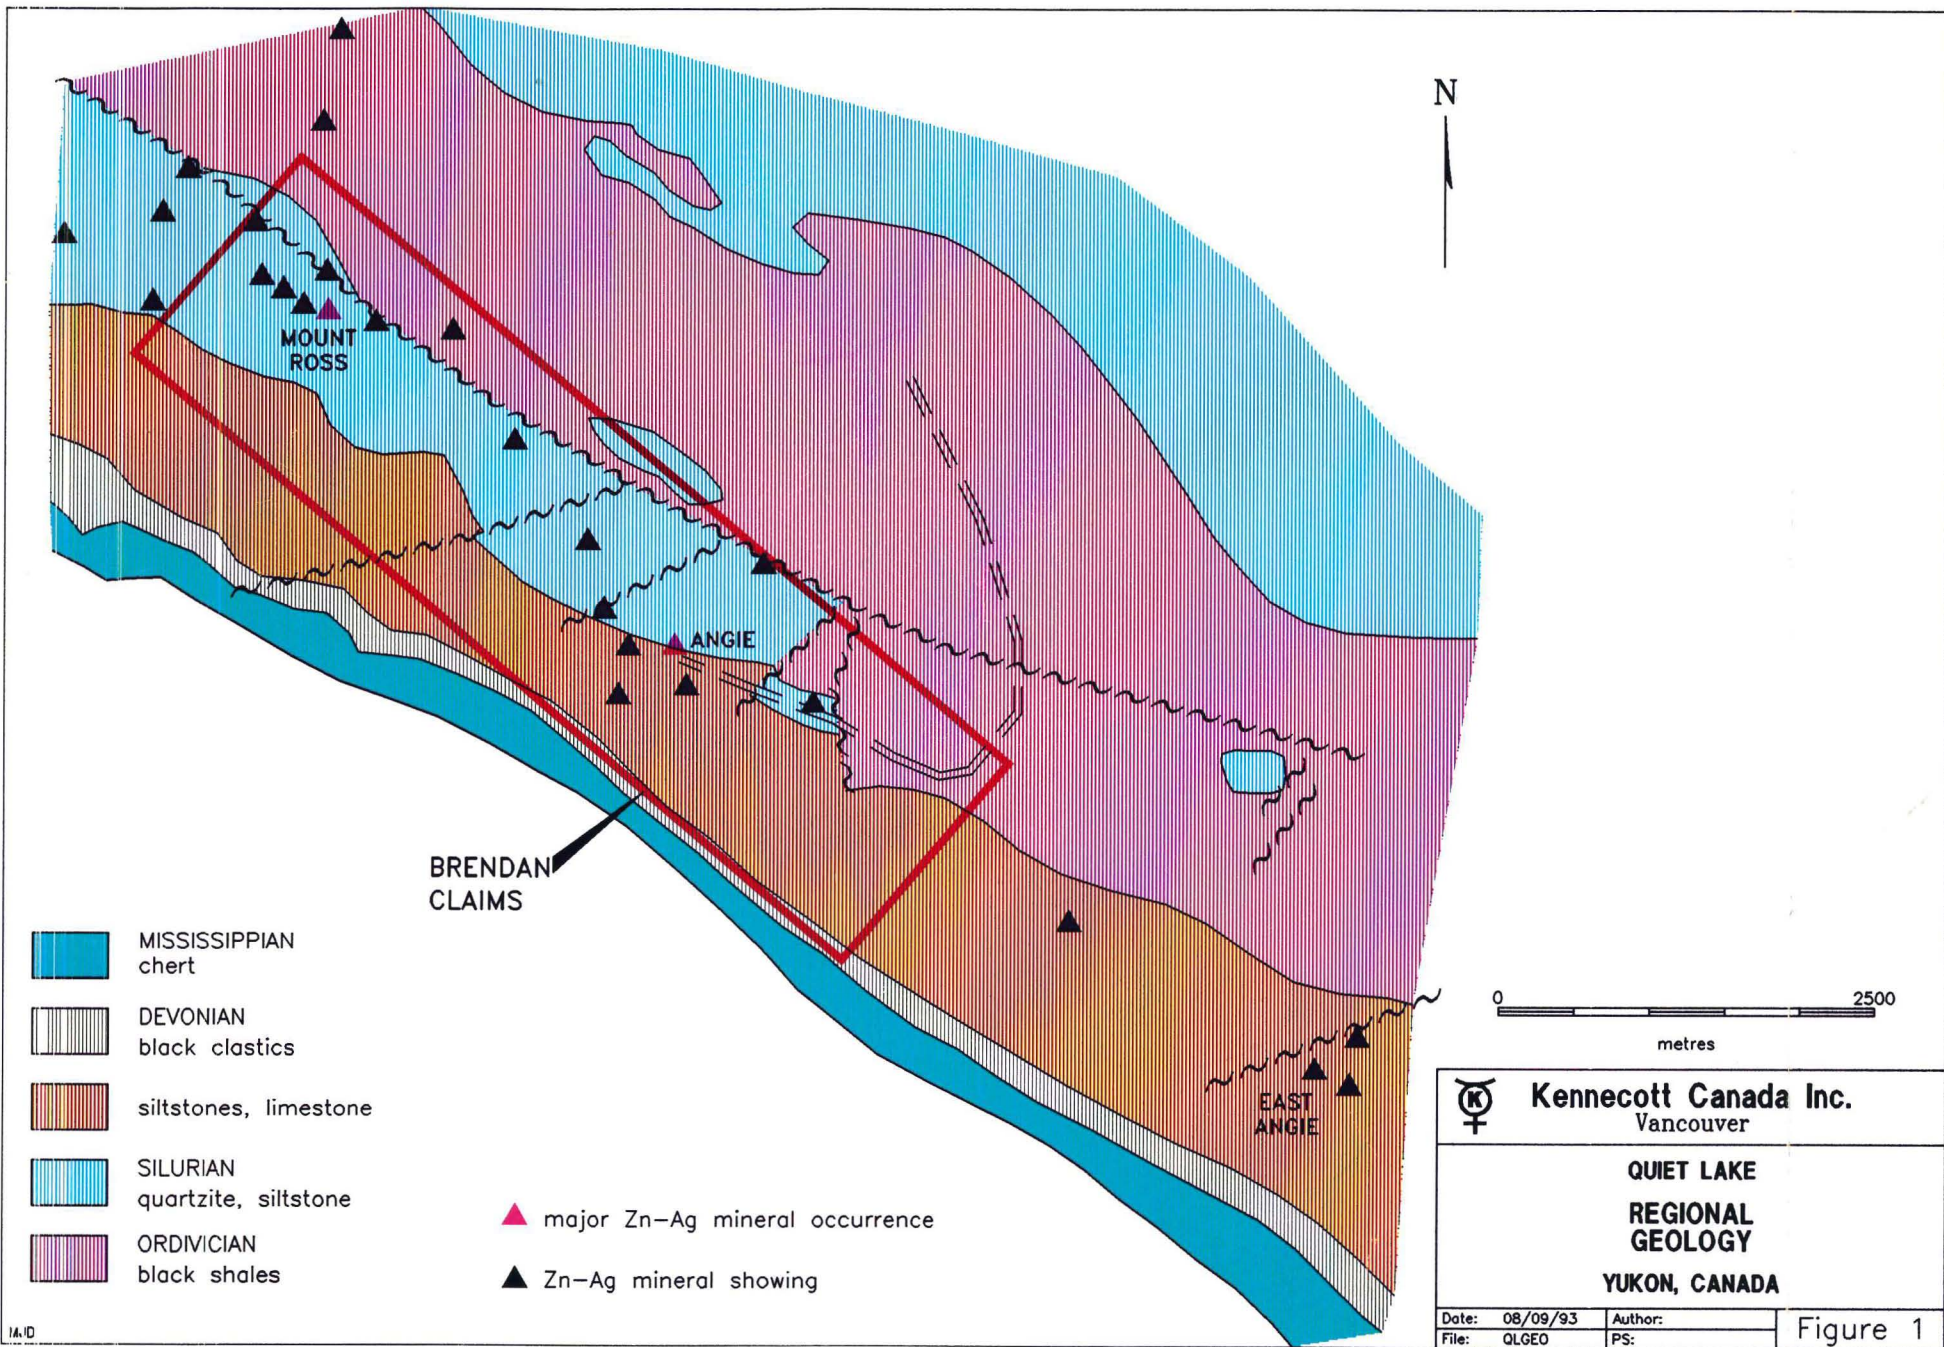 N
MOUNT
ROSS
ANGIE
BRENDAN
CLAIMS
EAST
ANGIE
MISSISSIPPIAN
chert
DEVONIAN
black clastics
siltstones, limestone
SILURIAN
quartzite, siltstone
ORDIVICIAN
black shales
major Zn-Ag mineral occurrence
Zn-Ag mineral showing
0 2500
metres
K
Kennecott Canada Inc.
Vancouver
QUIET LAKE
REGIONAL
GEOLOGY
YUKON, CANADA
Date: 08/09/93 Author:
File: QLGEO PS:
Figure 1